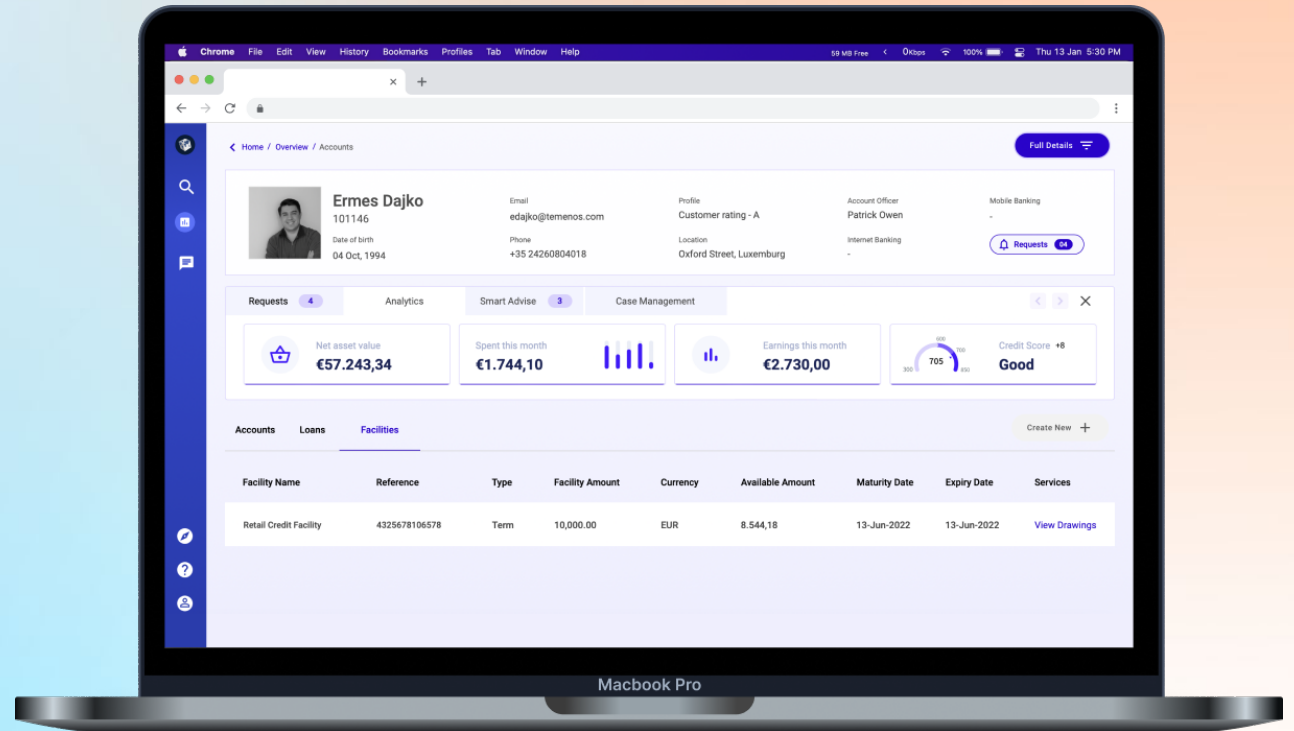 Chrome File Edit View History Bookmarks Profiles Tab Window Help 59 MB Free < 0Kbps 100% Thu 13 Jan 5:30 PM
Home / Overview / Accounts
Full Details
Ermes Dajko
101146
Date of birth
04 Oct, 1994
Email
edajko@temenos.com
Phone
+35 24260804018
Profile
Customer rating - A
Location
Oxford Street, Luxemburg
Account Officer
Patrick Owen
Internet Banking
-
Mobile Banking
-
Requests 04
Requests 4 Analytics Smart Advise 3 Case Management
Net asset value
€57.243,34
Spent this month
€1.744,10
Earnings this month
€2.730,00
600
700
705
300
850
Credit Score +8
Good
Accounts Loans Facilities
Create New +
Facility Name Reference Type Facility Amount Currency Available Amount Maturity Date Expiry Date Services
Retail Credit Facility 4325678106578 Term 10,000.00 EUR 8.544,18 13-Jun-2022 13-Jun-2022 View Drawings
Macbook Pro